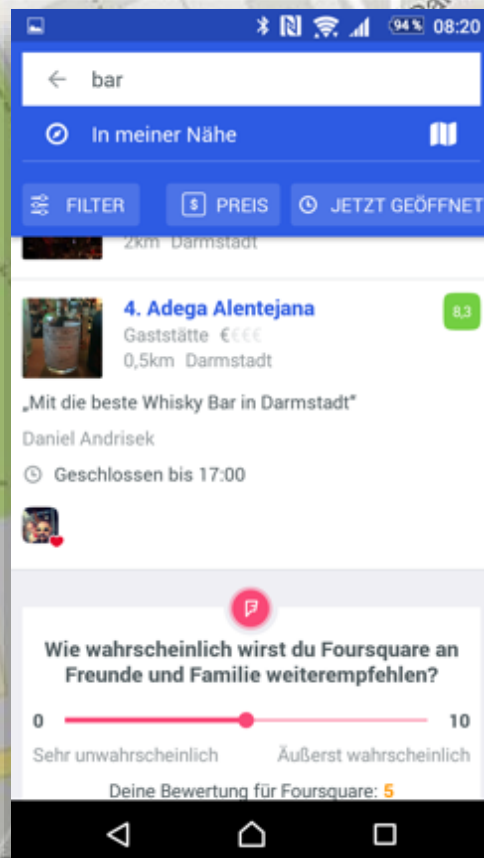 94% 08:20
bar
In meiner Nähe
FILTER $ PREIS JETZT GEÖFFNET
2km Darmstadt
4. Adega Alentejana 8,3
Gaststätte €€€€
0,5km Darmstadt
„Mit die beste Whisky Bar in Darmstadt“
Daniel Andrisek
Geschlossen bis 17:00
Wie wahrscheinlich wirst du Foursquare an
Freunde und Familie weiterempfehlen?
0 10
Sehr unwahrscheinlich Äußerst wahrscheinlich
Deine Bewertung für Foursquare: 5